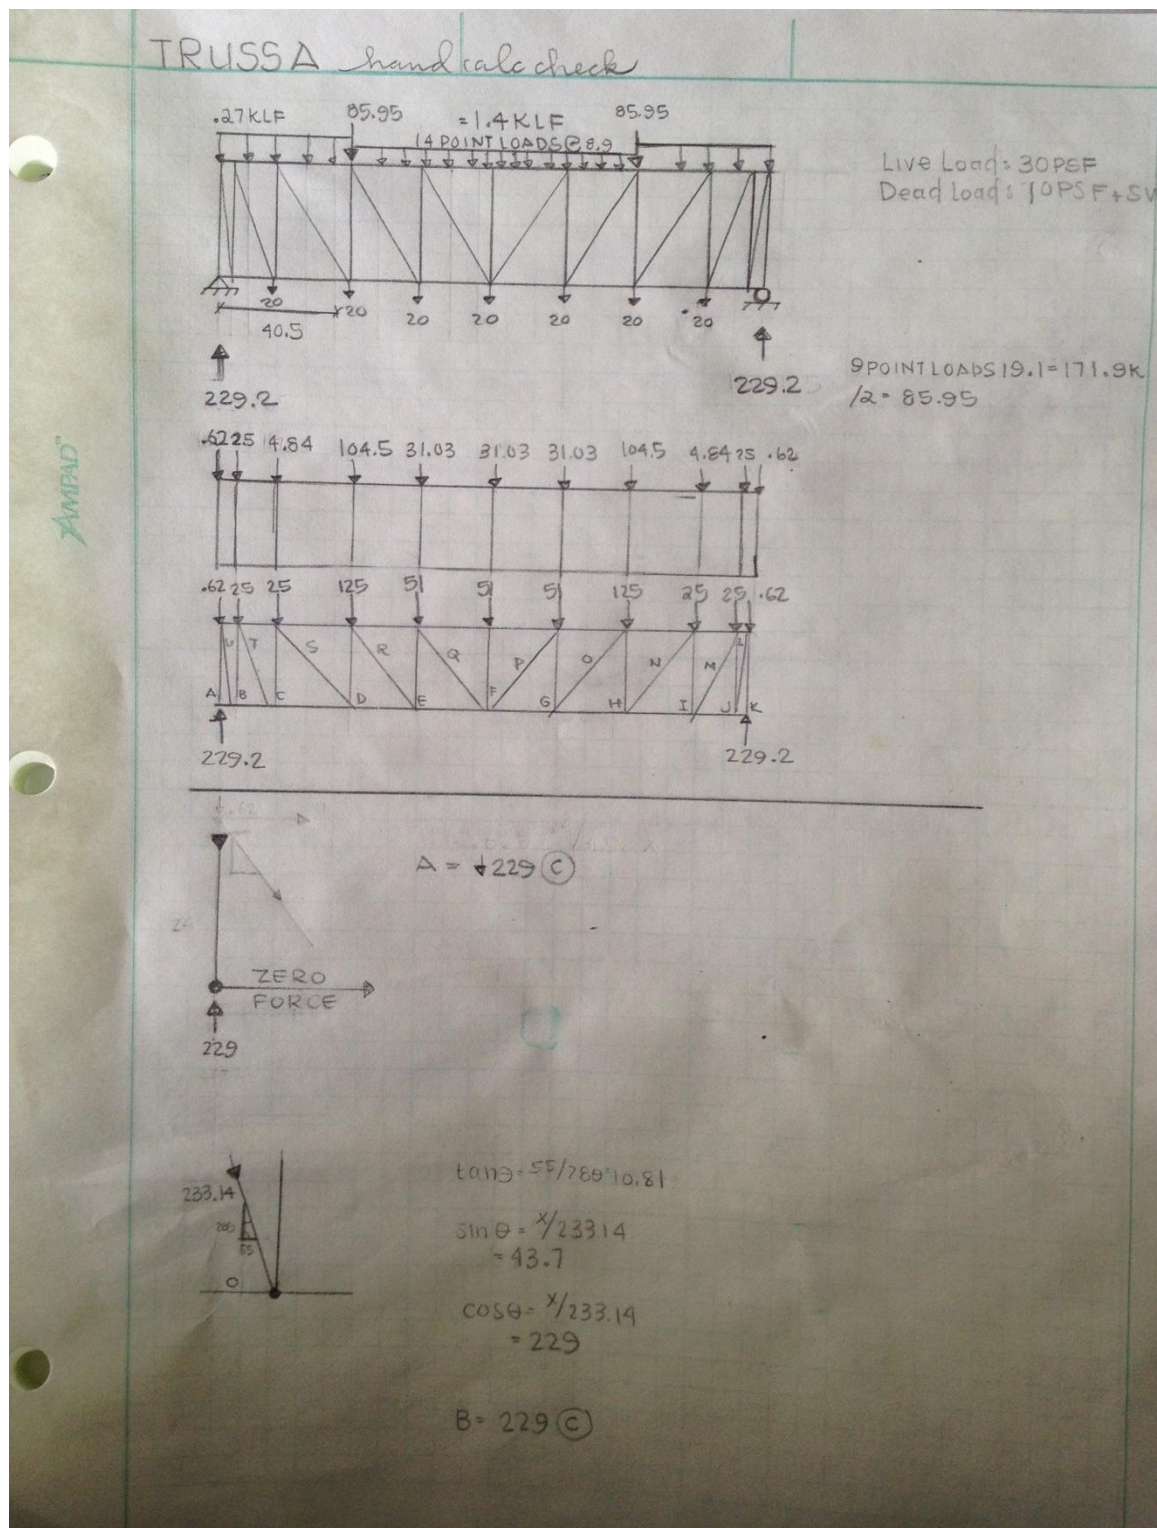 TRUSS A hand calc check
.27KLF 85.95 =1.4KLF 85.95
14 POINT LOADS@8.9
Live Load: 30PSF
Dead load: 10PSF+SW
20 20 20 20 20 20 20
40.5
229.2 229.2
9 POINT LOADS 19.1=171.9K
/2= 85.95
.62 25 4.84 104.5 31.03 31.03 31.03 104.5 4.84 25 .62
.62 25 25 125 51 51 51 125 25 25 .62
U T S R Q P O N M L
A B C D E F G H I J K
229.2 229.2
A = ↓229 C
ZERO
FORCE
229
tanθ=55/280=10.81
233.14
280
55
sin θ= x/233.14
= 43.7
0
cosθ= x/233.14
= 229
B= 229 C
AMPAD"